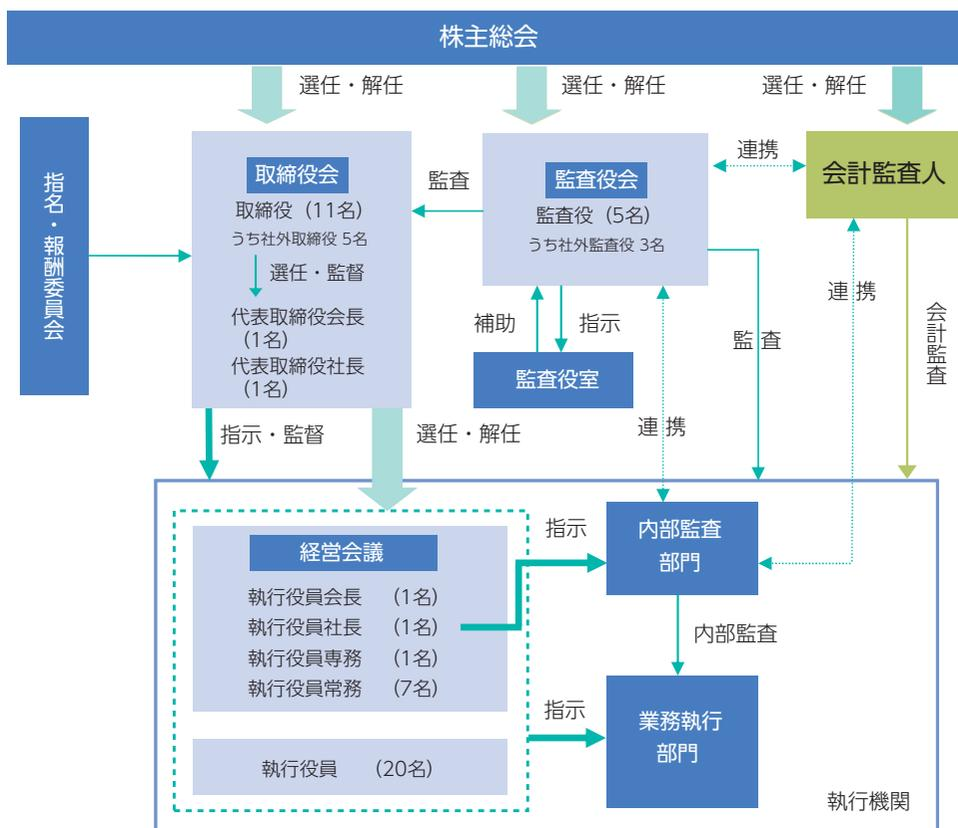 株主総会
選任・解任
選任・解任
選任・解任
指名・報酬委員会
取締役会
取締役（11名）
うち社外取締役 5名
選任・監督
代表取締役会長
（1名）
代表取締役社長
（1名）
監査
監査役会
監査役（5名）
うち社外監査役 3名
連携
会計監査人
補助
指示
監査役室
監査
連携
会計監査
指示・監督
選任・解任
連携
経営会議
執行役員会長 （1名）
執行役員社長 （1名）
執行役員専務 （1名）
執行役員常務 （7名）
執行役員 （20名）
指示
内部監査
部門
内部監査
指示
業務執行
部門
執行機関